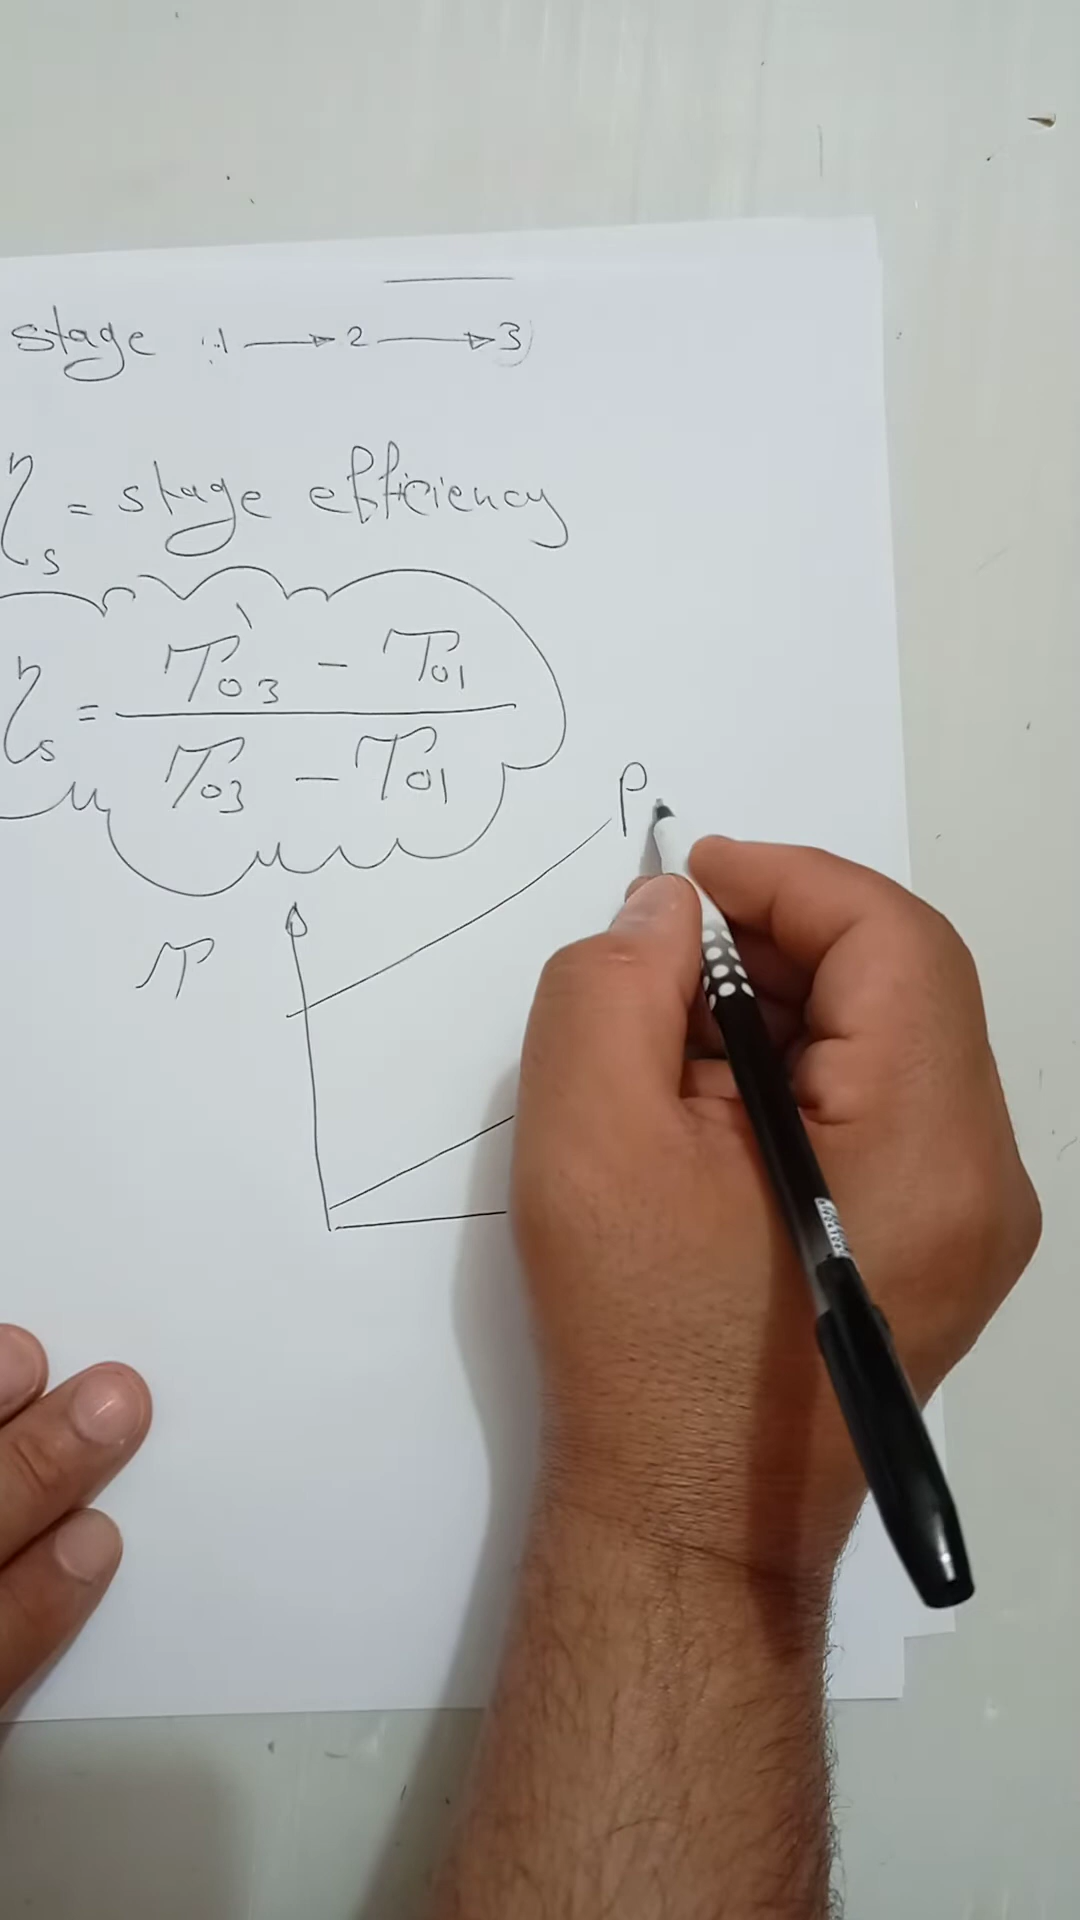 stage 1 → 2 → 3
η_s = stage efficiency
η_s = (T'_03 - T_01) / (T_03 - T_01)
P
T